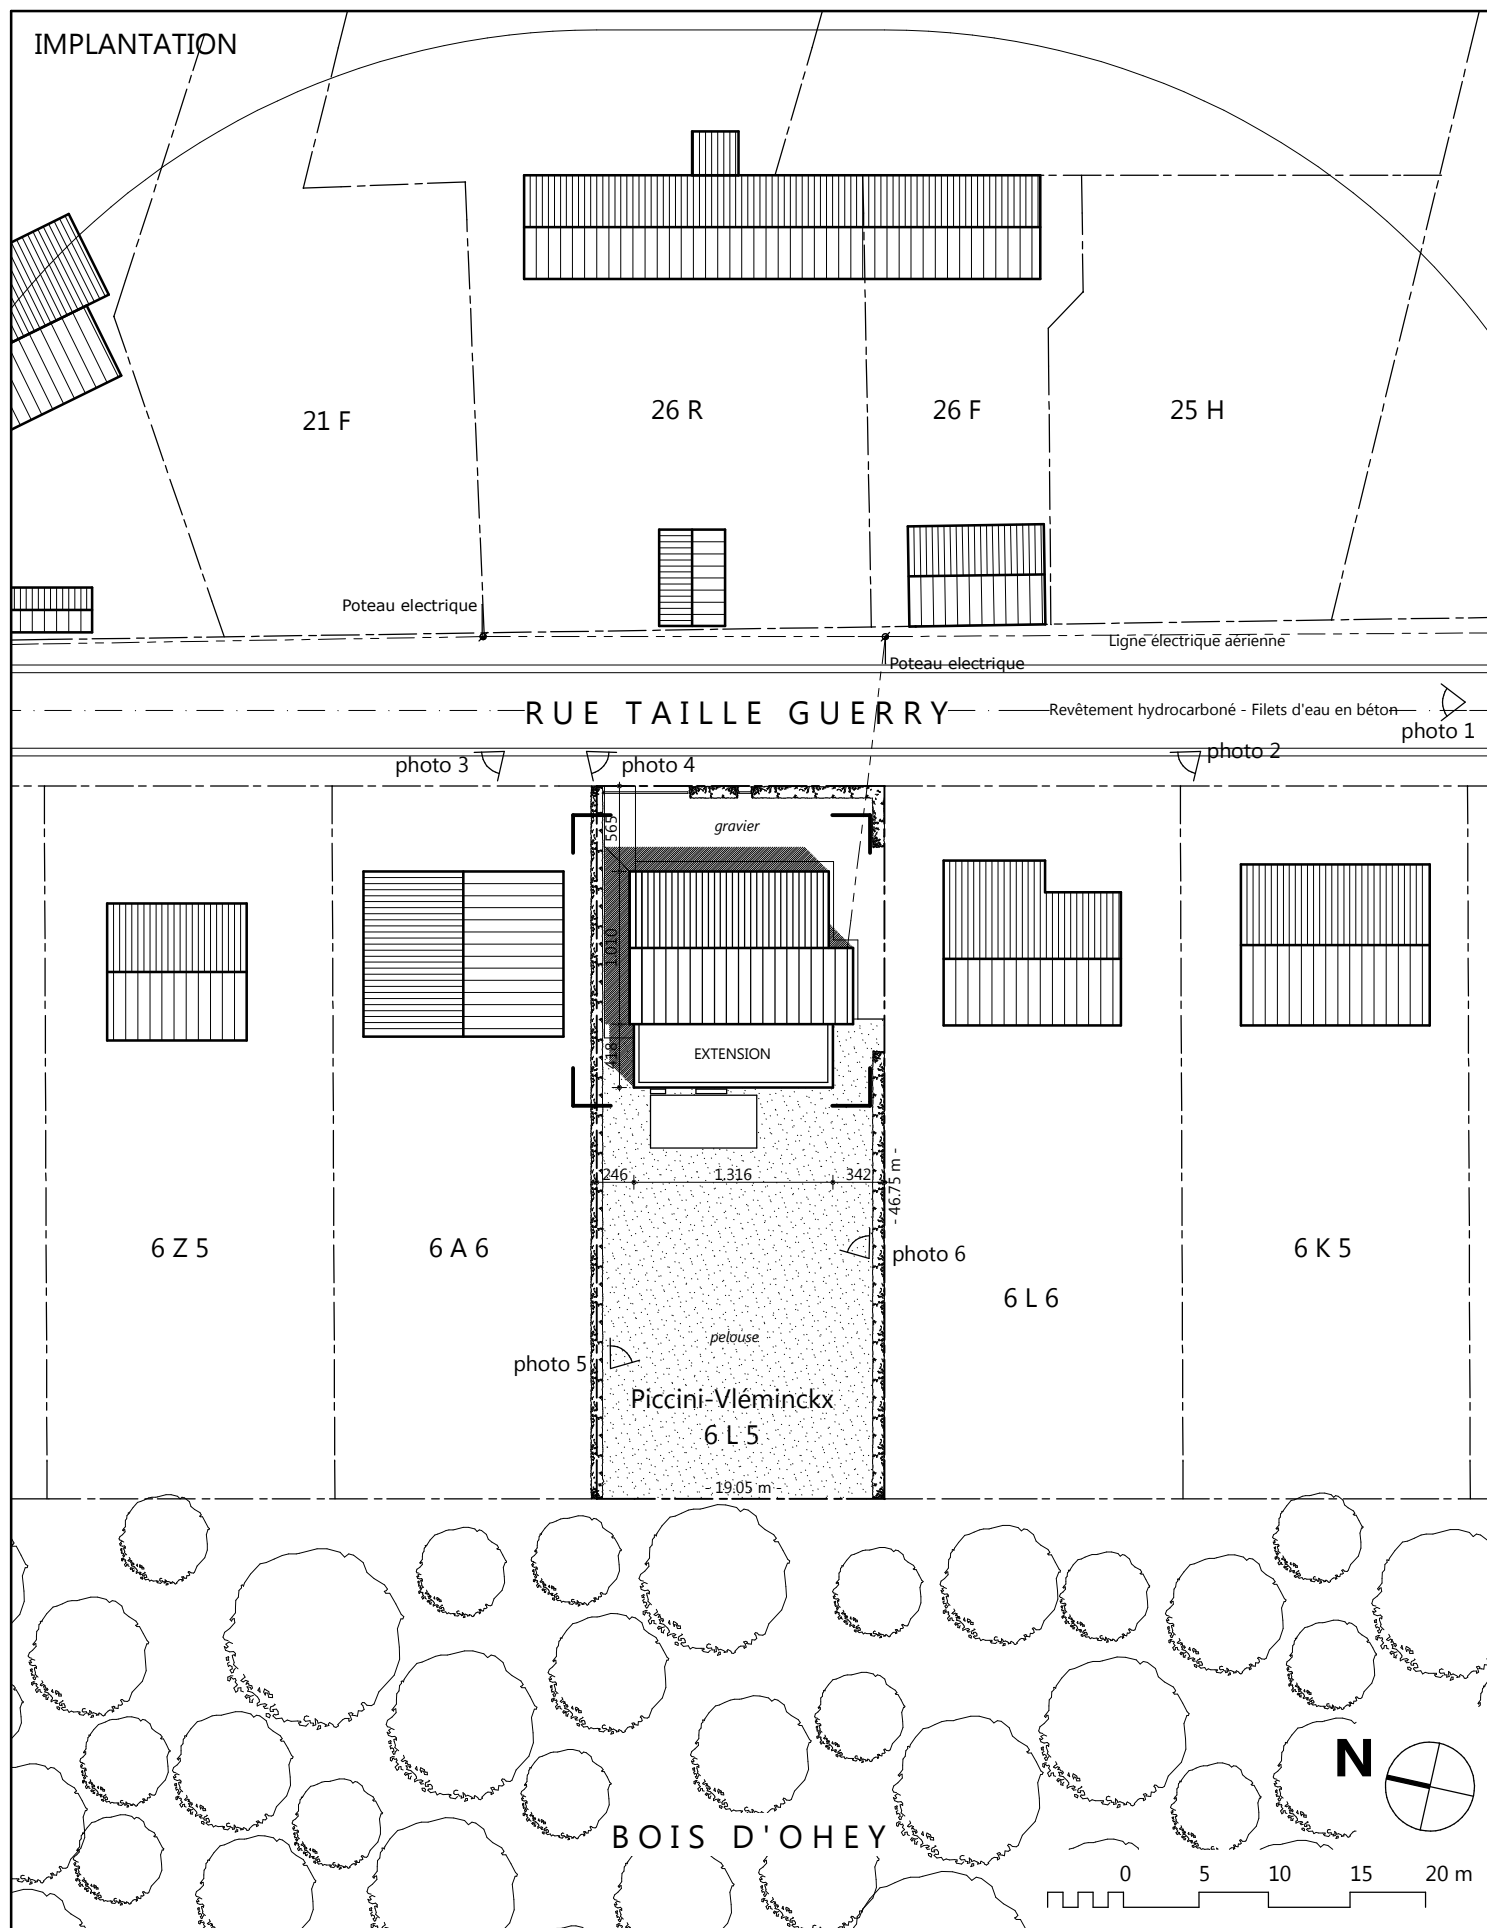 IMPLANTATION
21 F
26 R
26 F
25 H
Poteau electrique
Ligne électrique aérienne
Poteau electrique
RUE TAILLE GUERRY
Revêtement hydrocarboné - Filets d'eau en béton
photo 1
photo 3
photo 4
photo 2
565
gravier
1.010
EXTENSION
418
246
1.316
342
- 46.75 m -
6 Z 5
6 A 6
photo 6
6 L 6
6 K 5
pelouse
photo 5
Piccini-Vléminckx
6 L 5
- 19.05 m -
N
BOIS D'OHEY
0 5 10 15 20 m